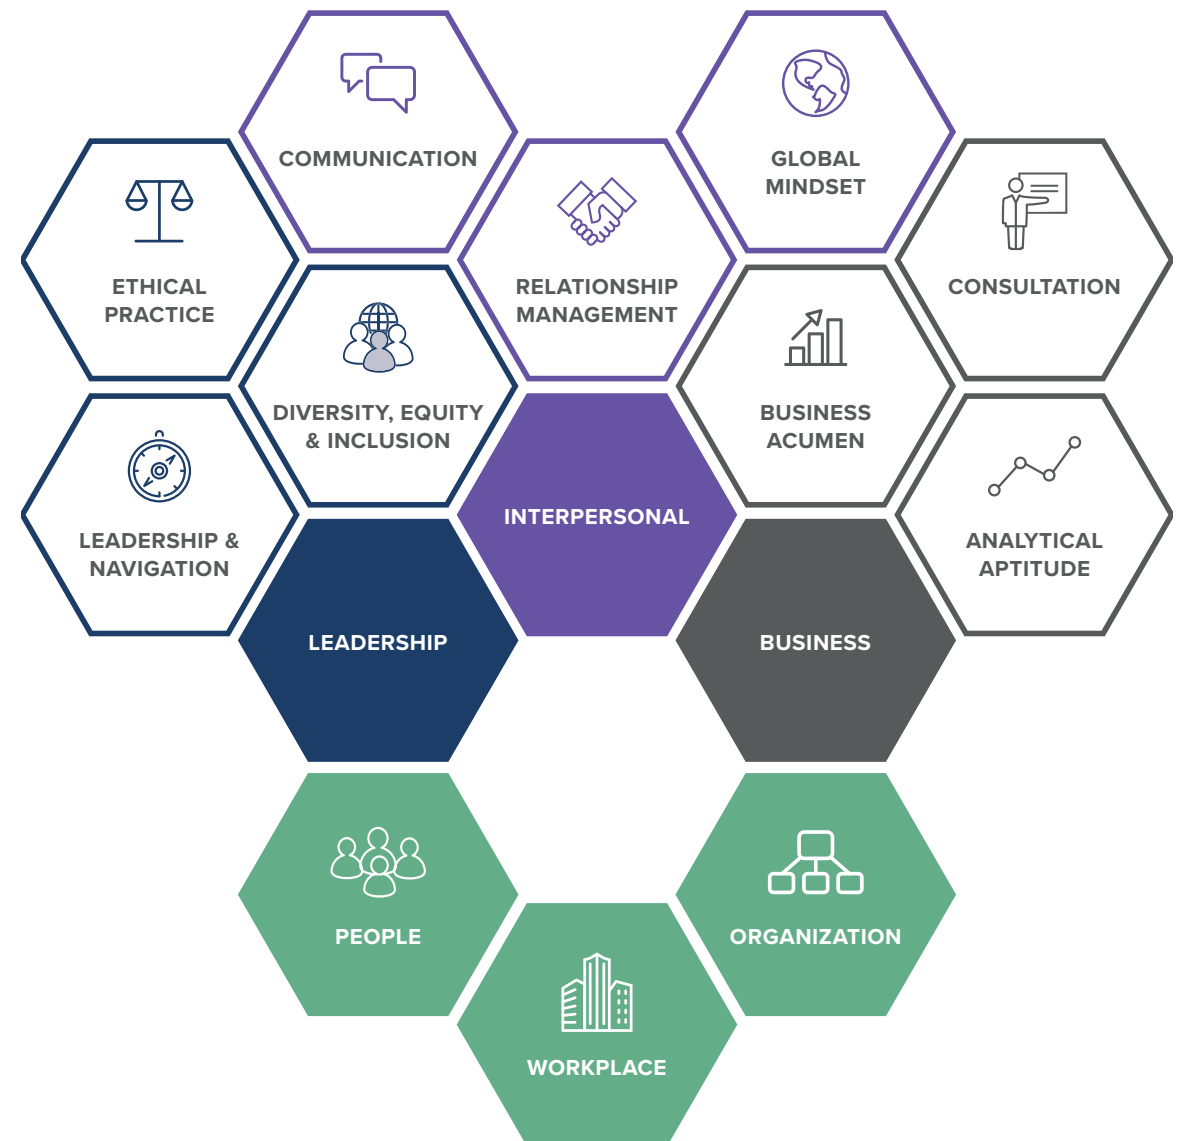 COMMUNICATION
GLOBAL
MINDSET
ETHICAL
PRACTICE
RELATIONSHIP
MANAGEMENT
CONSULTATION
DIVERSITY, EQUITY
& INCLUSION
BUSINESS
ACUMEN
LEADERSHIP &
NAVIGATION
INTERPERSONAL
ANALYTICAL
APTITUDE
LEADERSHIP
BUSINESS
PEOPLE
ORGANIZATION
WORKPLACE